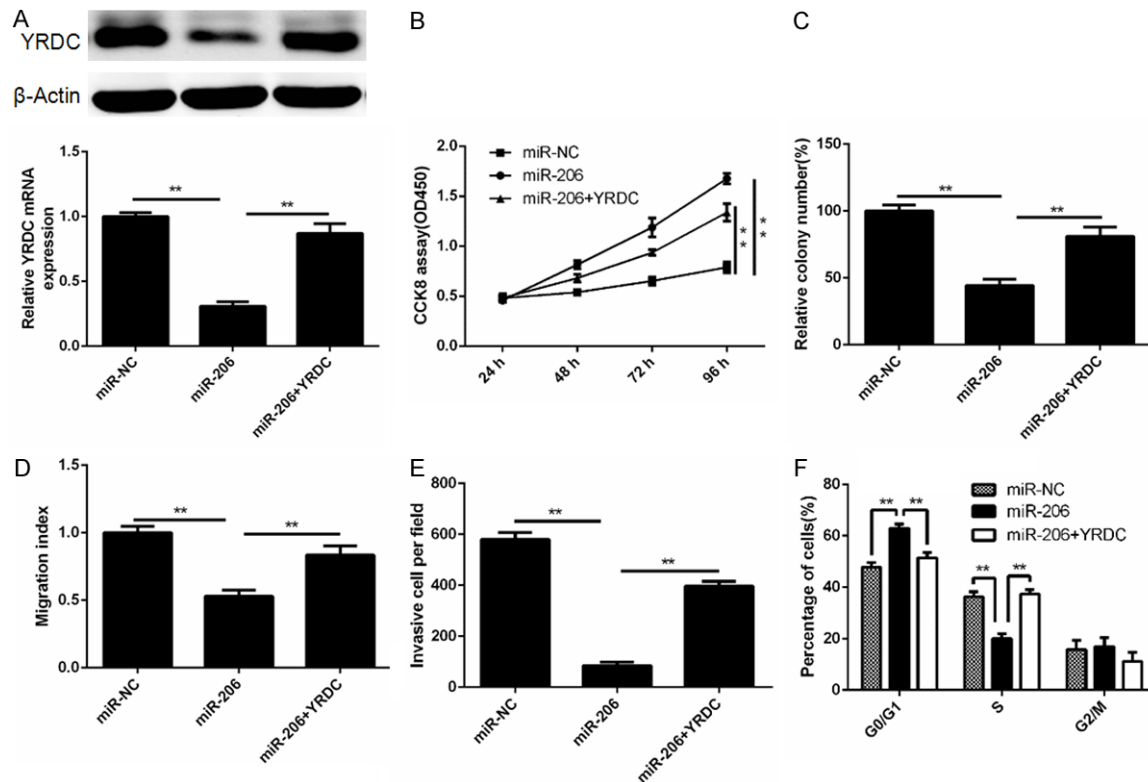 A
YRDC
β-Actin
Relative YRDC mRNA
expression
1.5
1.0
0.5
0.0
**
**
miR-NC
miR-206
miR-206+YRDC
B
CCK8 assay(OD450)
2.0
1.5
1.0
0.5
0.0
miR-NC
miR-206
miR-206+YRDC
**
**
24 h
48 h
72 h
96 h
C
Relative colony number(%)
150
100
50
0
**
**
miR-NC
miR-206
miR-206+YRDC
D
Migration index
1.5
1.0
0.5
0.0
**
**
miR-NC
miR-206
miR-206+YRDC
E
Invasive cell per field
800
600
400
200
0
**
**
miR-NC
miR-206
miR-206+YRDC
F
Percentage of cells(%)
80
60
40
20
0
miR-NC
miR-206
miR-206+YRDC
**
**
**
**
G0/G1
S
G2/M